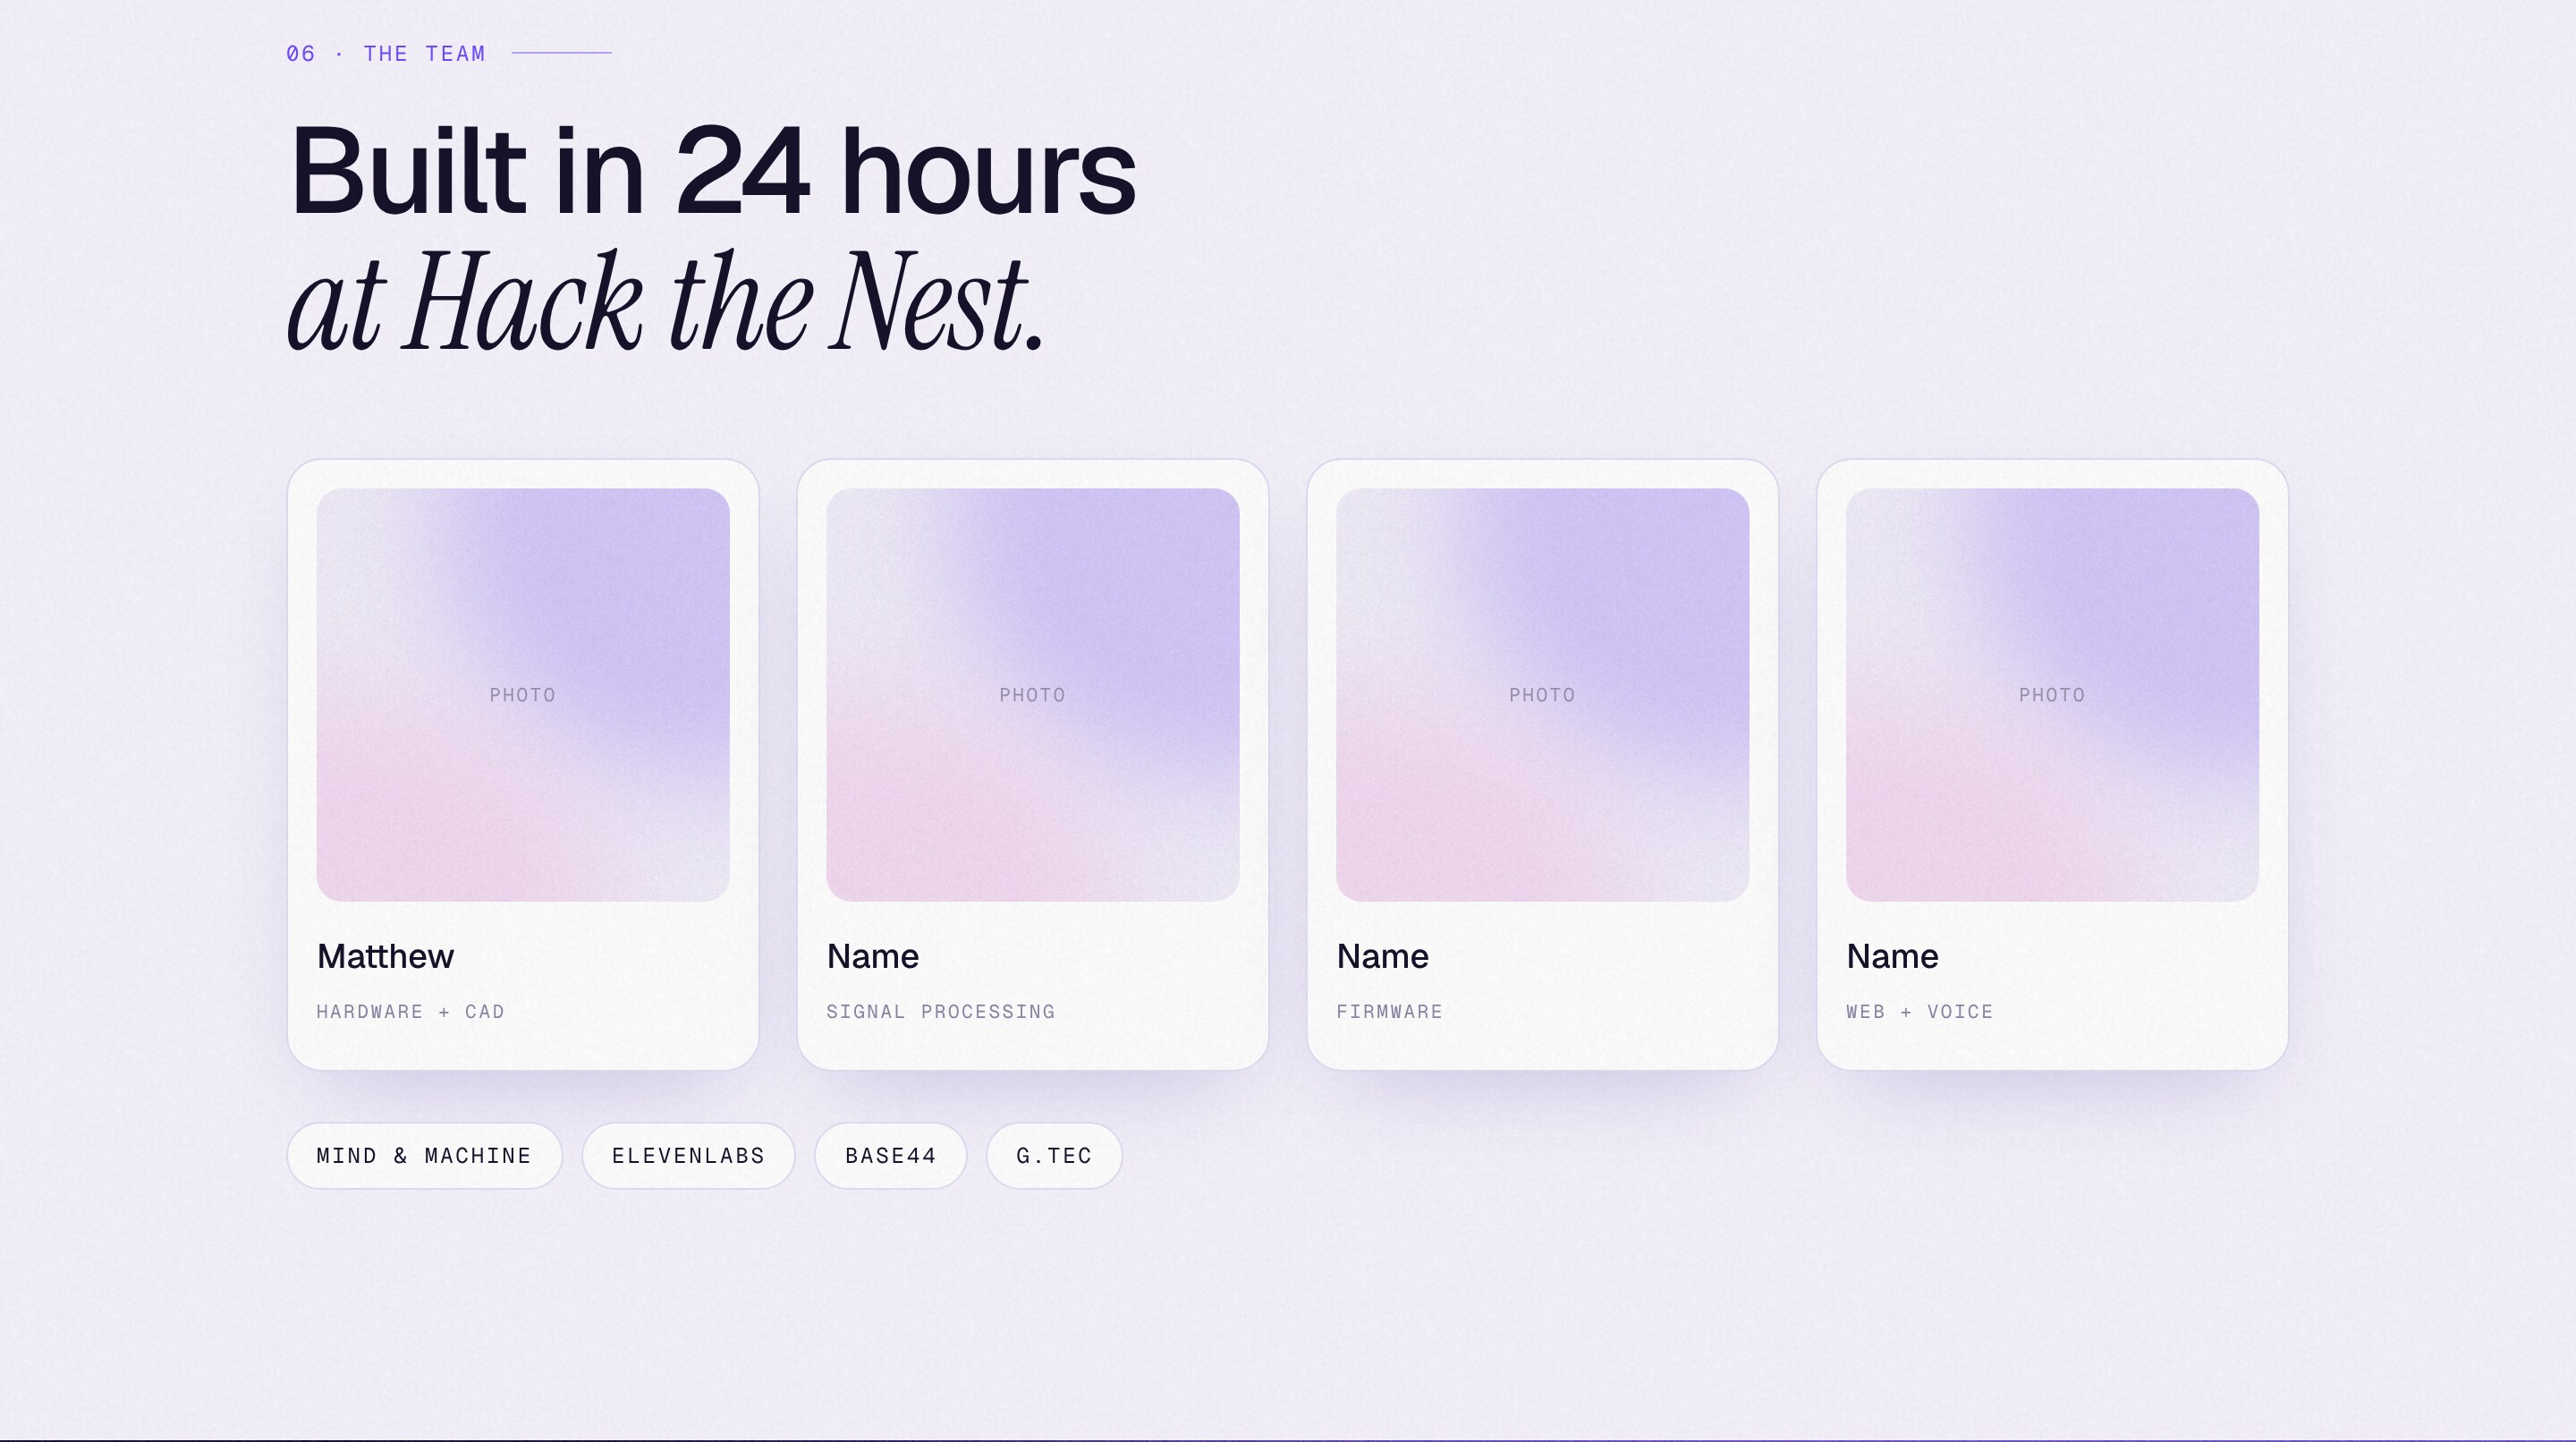 06 · THE TEAM
Built in 24 hours
at Hack the Nest.
PHOTO
Matthew
HARDWARE + CAD
PHOTO
Name
SIGNAL PROCESSING
PHOTO
Name
FIRMWARE
PHOTO
Name
WEB + VOICE
MIND & MACHINE
ELEVENLABS
BASE44
G.TEC